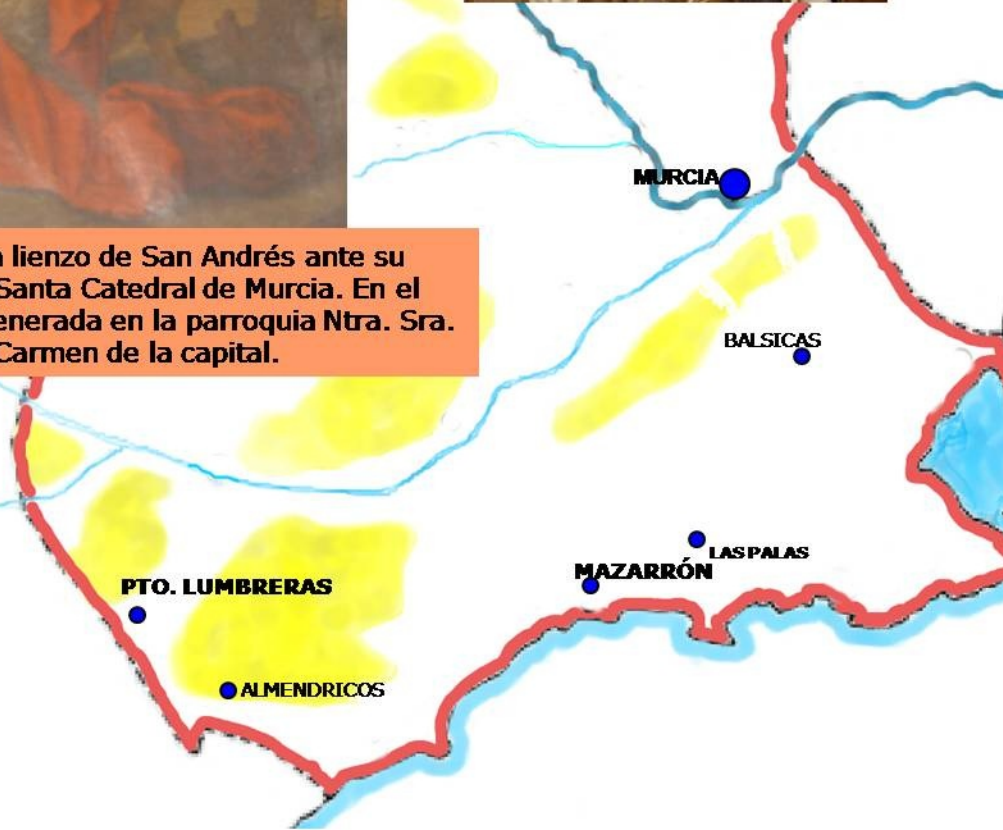 MURCIA
lienzo de San Andrés ante su
Santa Catedral de Murcia. En el
enerada en la parroquia Ntra. Sra.
Carmen de la capital.
BALSICAS
LAS PALAS
MAZARRÓN
PTO. LUMBRERAS
ALMENDRICOS